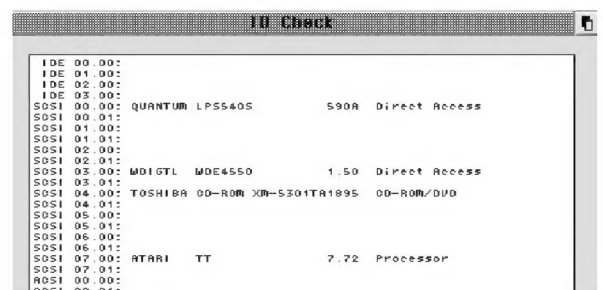 ID Check
IDE 00.00:
IDE 01.00:
IDE 02.00:
IDE 03.00:
SCSI 00.00: QUANTUM LPS540S 590A Direct Access
SCSI 00.01:
SCSI 01.00:
SCSI 01.01:
SCSI 02.00:
SCSI 02.01:
SCSI 03.00: WDIGTL WDE4550 1.50 Direct Access
SCSI 03.01:
SCSI 04.00: TOSHIBA CD-ROM XM-5301TA1895 CD-ROM/DVD
SCSI 04.01:
SCSI 05.00:
SCSI 05.01:
SCSI 06.00:
SCSI 06.01:
SCSI 07.00: ATARI TT 7.72 Processor
SCSI 07.01:
ACSI 00.00:
ACSI 00.01: